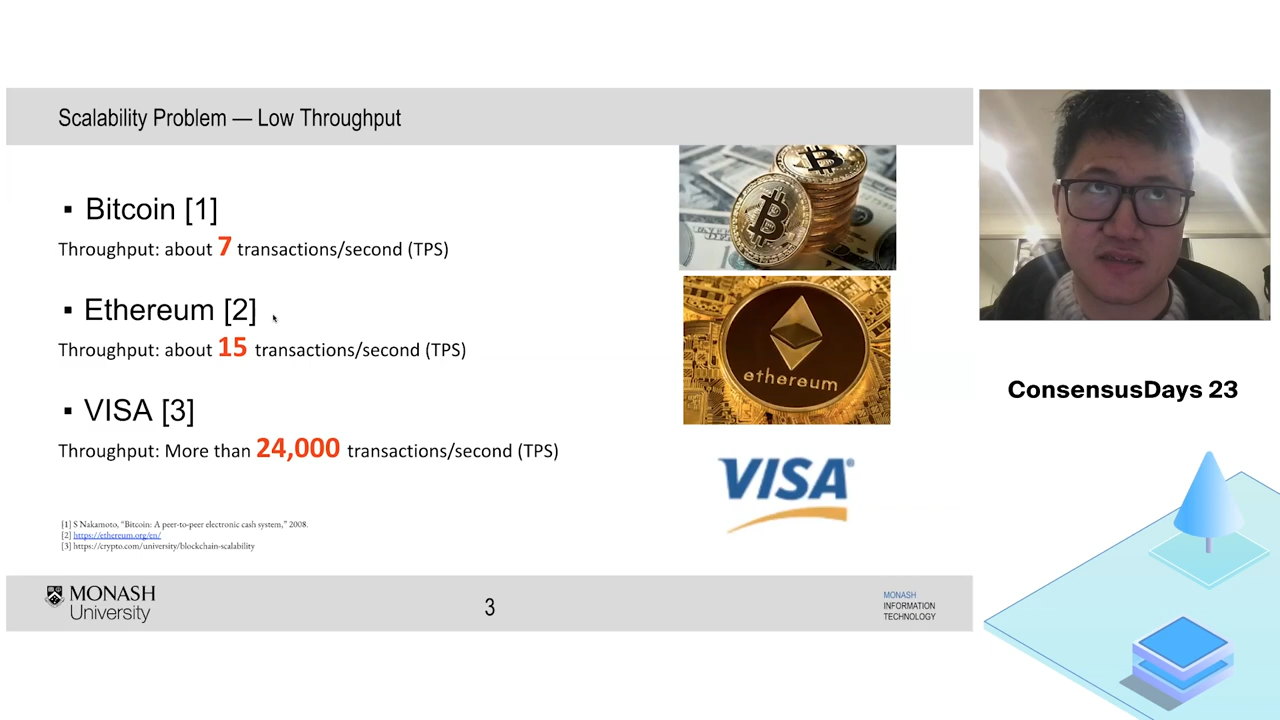 Scalability Problem — Low Throughput
▪ Bitcoin [1]
Throughput: about 7 transactions/second (TPS)
▪ Ethereum [2]
Throughput: about 15 transactions/second (TPS)
▪ VISA [3]
Throughput: More than 24,000 transactions/second (TPS)
ethereum
VISA®
[1] S Nakamoto, “Bitcoin: A peer-to-peer electronic cash system,” 2008.
[2] https://ethereum.org/en/
[3] https://crypto.com/university/blockchain-scalability
MONASH
University
3
MONASH
INFORMATION
TECHNOLOGY
ConsensusDays 23